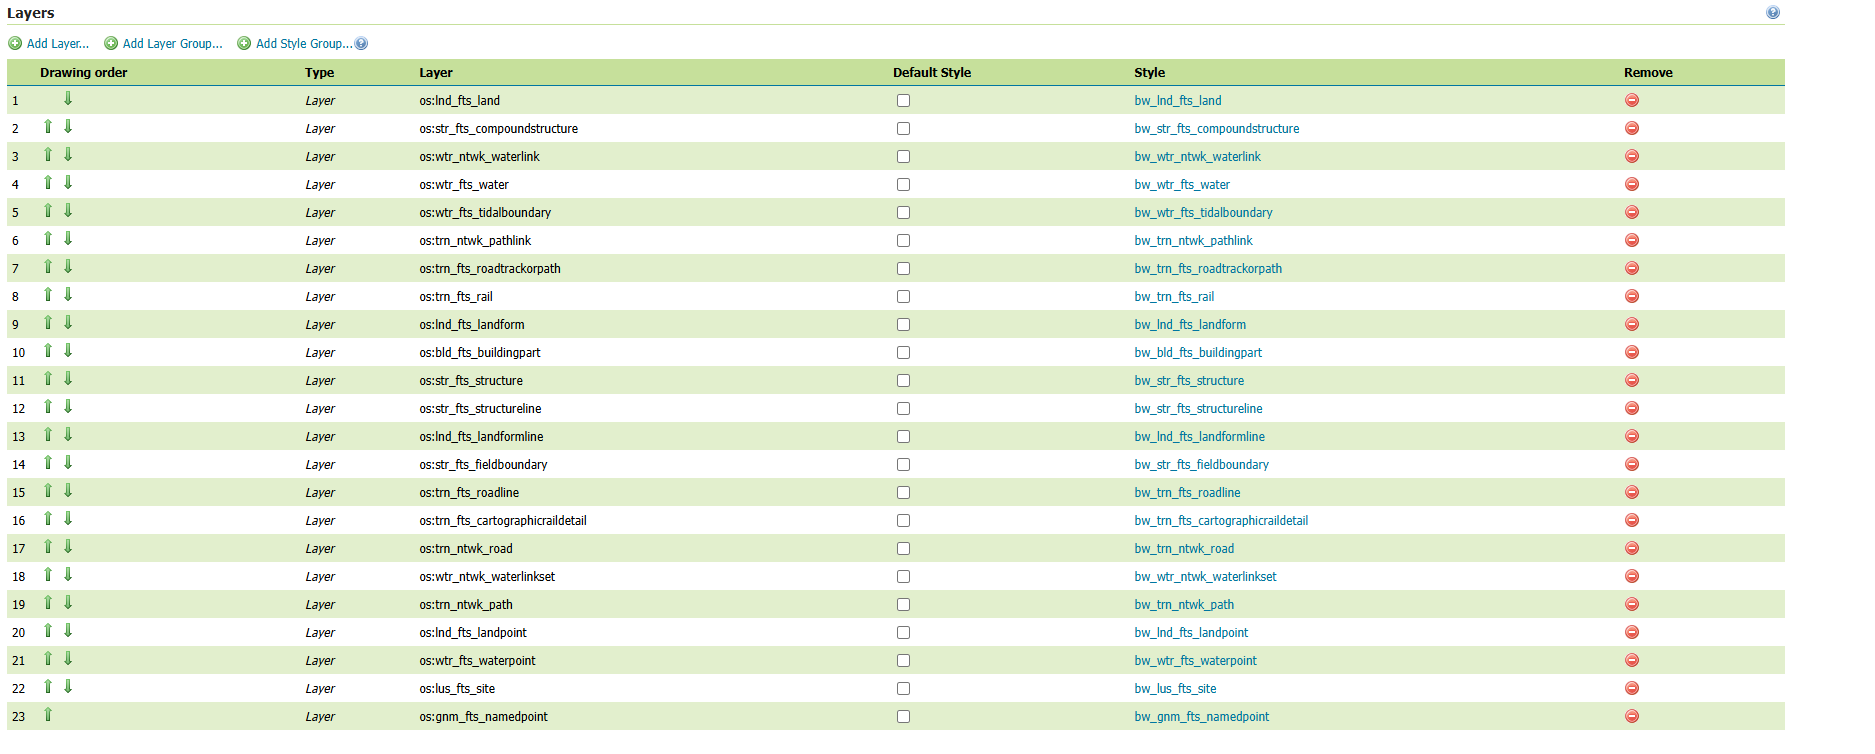 Layers
Add Layer... Add Layer Group... Add Style Group...
Drawing order Type Layer Default Style Style Remove
1 Layer os:lnd_fts_land bw_lnd_fts_land
2 Layer os:str_fts_compoundstructure bw_str_fts_compoundstructure
3 Layer os:wtr_ntwk_waterlink bw_wtr_ntwk_waterlink
4 Layer os:wtr_fts_water bw_wtr_fts_water
5 Layer os:wtr_fts_tidalboundary bw_wtr_fts_tidalboundary
6 Layer os:trn_ntwk_pathlink bw_trn_ntwk_pathlink
7 Layer os:trn_fts_roadtrackorpath bw_trn_fts_roadtrackorpath
8 Layer os:trn_fts_rail bw_trn_fts_rail
9 Layer os:lnd_fts_landform bw_lnd_fts_landform
10 Layer os:bld_fts_buildingpart bw_bld_fts_buildingpart
11 Layer os:str_fts_structure bw_str_fts_structure
12 Layer os:str_fts_structureline bw_str_fts_structureline
13 Layer os:lnd_fts_landformline bw_lnd_fts_landformline
14 Layer os:str_fts_fieldboundary bw_str_fts_fieldboundary
15 Layer os:trn_fts_roadline bw_trn_fts_roadline
16 Layer os:trn_fts_cartographicraildetail bw_trn_fts_cartographicraildetail
17 Layer os:trn_ntwk_road bw_trn_ntwk_road
18 Layer os:wtr_ntwk_waterlinkset bw_wtr_ntwk_waterlinkset
19 Layer os:trn_ntwk_path bw_trn_ntwk_path
20 Layer os:lnd_fts_landpoint bw_lnd_fts_landpoint
21 Layer os:wtr_fts_waterpoint bw_wtr_fts_waterpoint
22 Layer os:lus_fts_site bw_lus_fts_site
23 Layer os:gnm_fts_namedpoint bw_gnm_fts_namedpoint